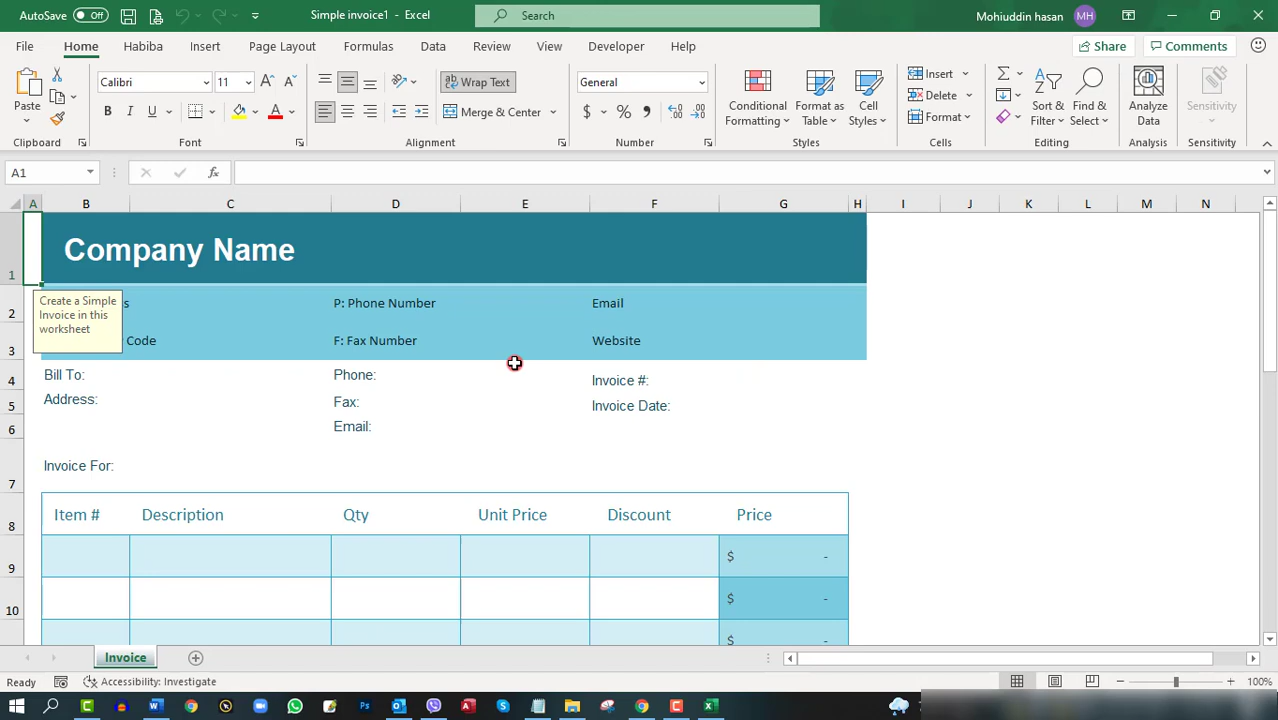 AutoSave Off Simple invoice1 - Excel Search Mohiuddin hasan MH
File Home Habiba Insert Page Layout Formulas Data Review View Developer Help Share Comments
Paste Calibri 11 Wrap Text General Conditional Formatting Format as Table Cell Styles Insert Sort & Filter Find & Select Analyze Data Sensitivity
B I U A Merge & Center $ % Delete
Format
Clipboard Font Alignment Number Styles Cells Editing Analysis Sensitivity
A1 fx
A B C D E F G H I J K L M N
1 Company Name
2 s P: Phone Number Email
Create a Simple
Invoice in this
worksheet
3 Code F: Fax Number Website
4 Bill To: Phone: Invoice #:
5 Address: Fax: Invoice Date:
6 Email:
7 Invoice For:
8 Item # Description Qty Unit Price Discount Price
9 $ -
10 $ -
$ -
Invoice
Ready Accessibility: Investigate 100%